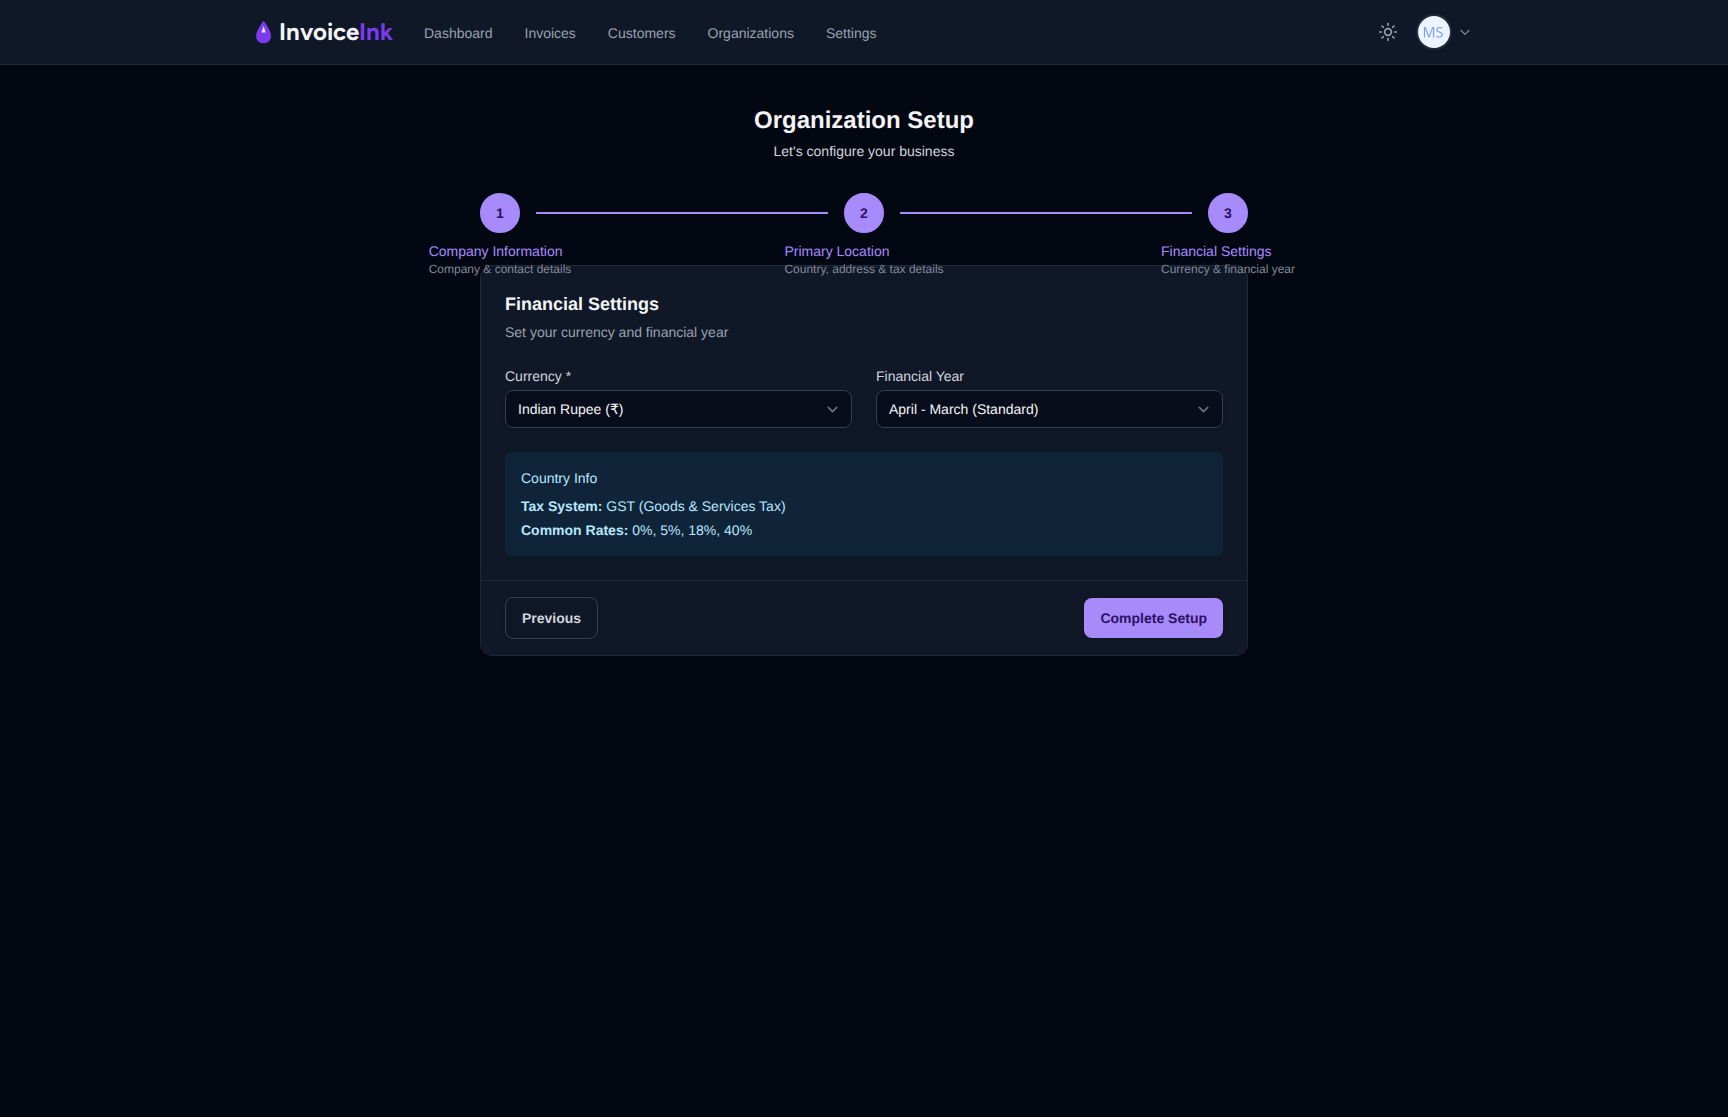 InvoiceInk Dashboard Invoices Customers Organizations Settings MS
Organization Setup
Let's configure your business
1 2 3
Company Information Primary Location Financial Settings
Company & contact details Country, address & tax details Currency & financial year
Financial Settings
Set your currency and financial year
Currency * Financial Year
Indian Rupee (₹) April - March (Standard)
Country Info
Tax System: GST (Goods & Services Tax)
Common Rates: 0%, 5%, 18%, 40%
Previous Complete Setup